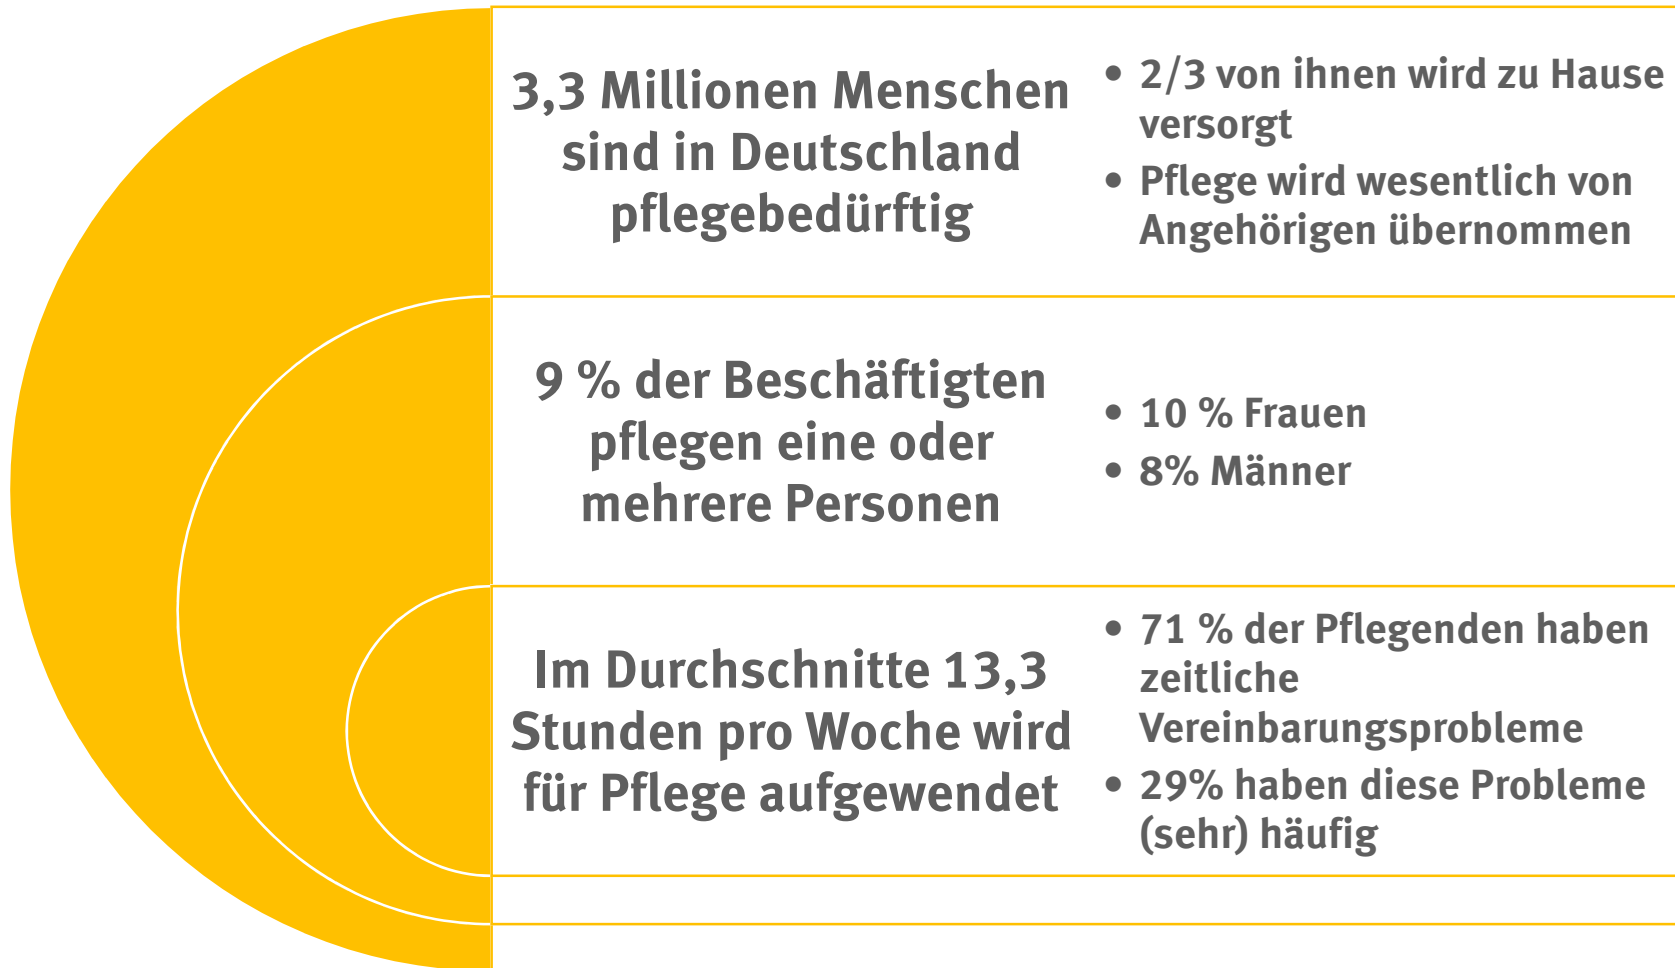 3,3 Millionen Menschen
sind in Deutschland
pflegebedürftig
• 2/3 von ihnen wird zu Hause
versorgt
• Pflege wird wesentlich von
Angehörigen übernommen
9 % der Beschäftigten
pflegen eine oder
mehrere Personen
• 10 % Frauen
• 8% Männer
Im Durchschnitte 13,3
Stunden pro Woche wird
für Pflege aufgewendet
• 71 % der Pflegenden haben
zeitliche
Vereinbarungsprobleme
• 29% haben diese Probleme
(sehr) häufig